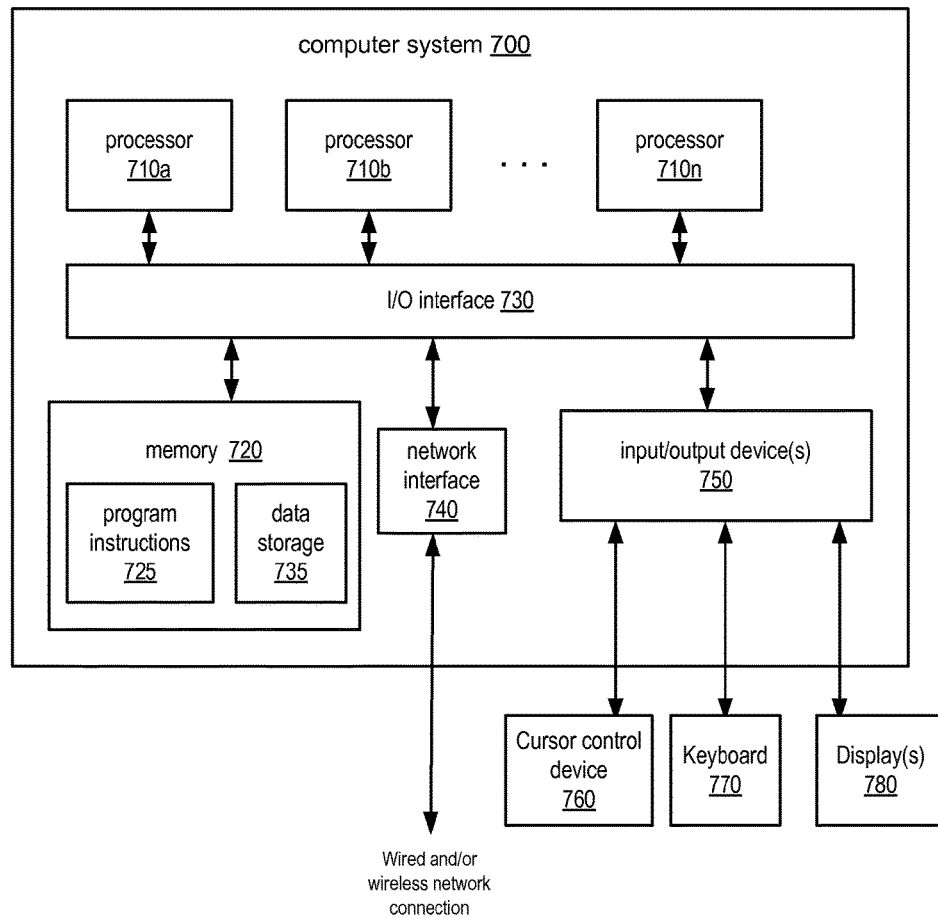 computer system 700
processor
710a
processor
710b
. . .
processor
710n
I/O interface 730
memory 720
program
instructions
725
data
storage
735
network
interface
740
input/output device(s)
750
Cursor control
device
760
Keyboard
770
Display(s)
780
Wired and/or
wireless network
connection